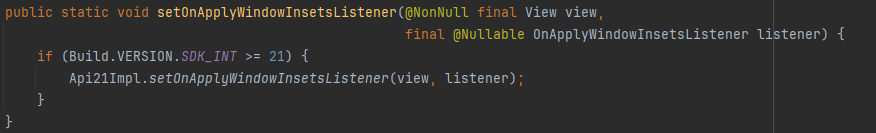 public static void setOnApplyWindowInsetsListener(@NonNull final View view,
final @Nullable OnApplyWindowInsetsListener listener) {
if (Build.VERSION.SDK_INT >= 21) {
Api21Impl.setOnApplyWindowInsetsListener(view, listener);
}
}